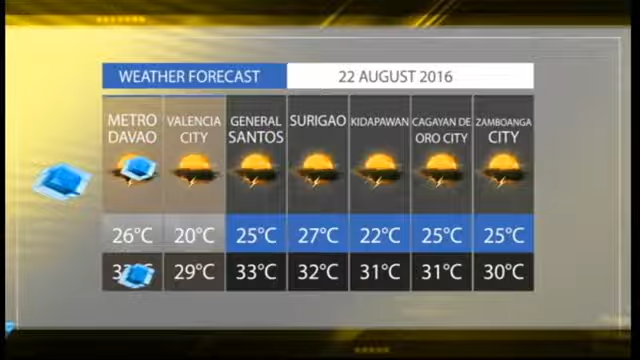 WEATHER FORECAST 22 AUGUST 2016
METRO DAVAO VALENCIA CITY GENERAL SANTOS SURIGAO KIDAPAWAN CAGAYAN DE ORO CITY ZAMBOANGA CITY
26°C 20°C 25°C 27°C 22°C 25°C 25°C
29°C 33°C 32°C 31°C 31°C 30°C